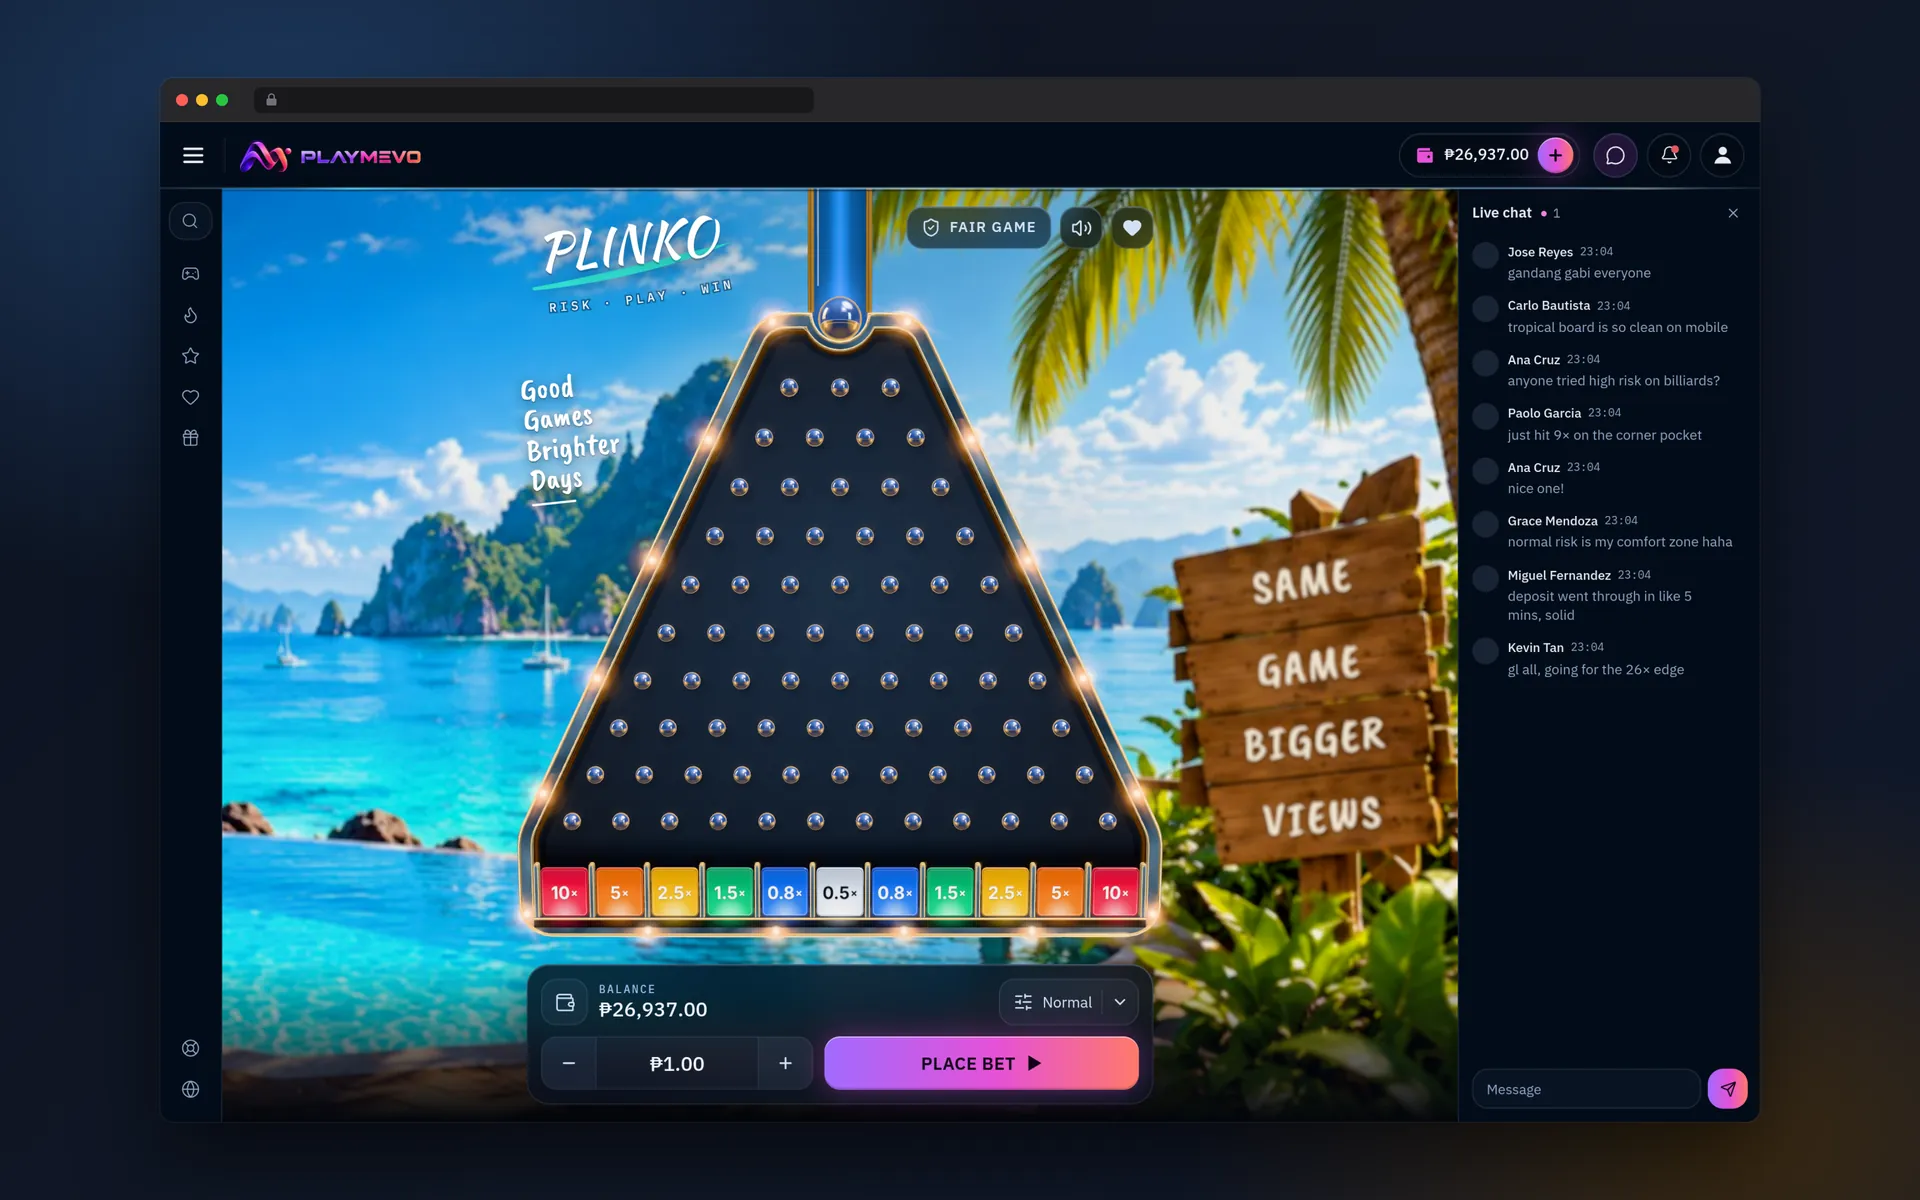 PLAYMEVO
₱26,937.00
PLINKO
RISK · PLAY · WIN
FAIR GAME
Good
Games
Brighter
Days
SAME
GAME
BIGGER
VIEWS
10× 5× 2.5× 1.5× 0.8× 0.5× 0.8× 1.5× 2.5× 5× 10×
BALANCE
₱26,937.00
Normal
− ₱1.00 +
PLACE BET
Live chat • 1
Jose Reyes 23:04
gandang gabi everyone
Carlo Bautista 23:04
tropical board is so clean on mobile
Ana Cruz 23:04
anyone tried high risk on billiards?
Paolo Garcia 23:04
just hit 9× on the corner pocket
Ana Cruz 23:04
nice one!
Grace Mendoza 23:04
normal risk is my comfort zone haha
Miguel Fernandez 23:04
deposit went through in like 5
mins, solid
Kevin Tan 23:04
gl all, going for the 26× edge
Message